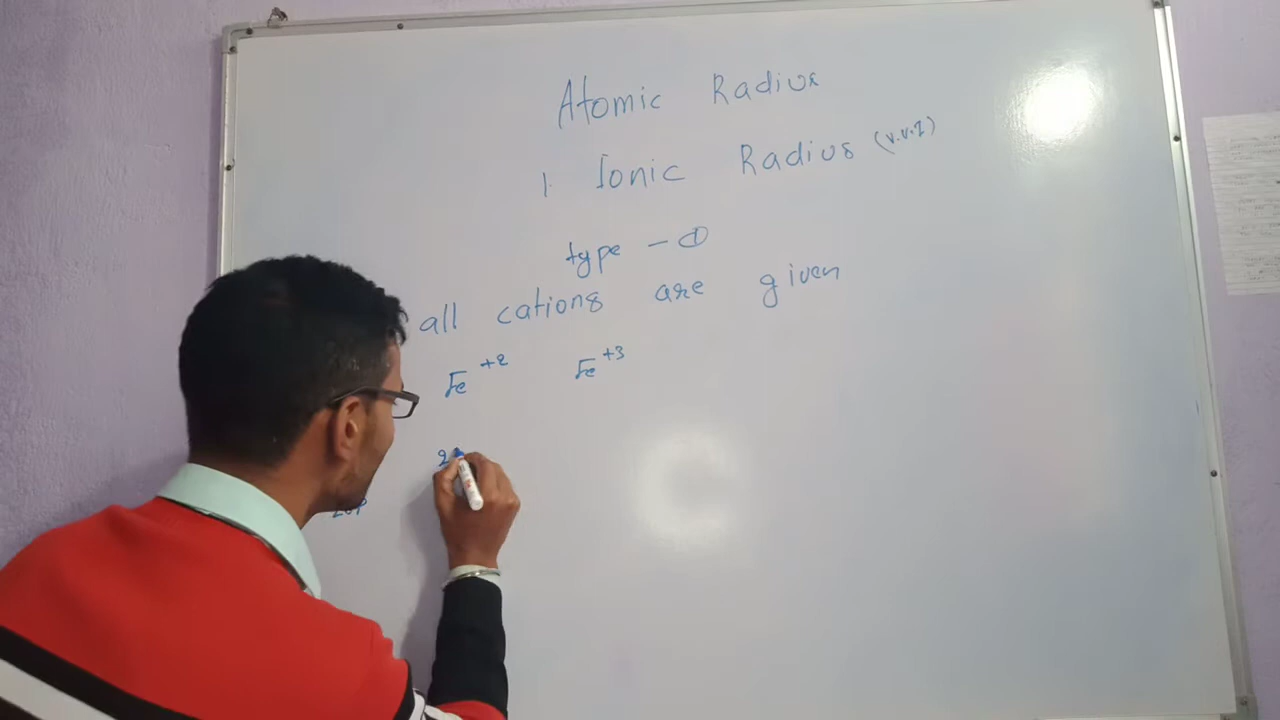 Atomic Radius
1. Ionic Radius (v.v.I)
type - ①
all cations are given
Fe⁺² Fe⁺³